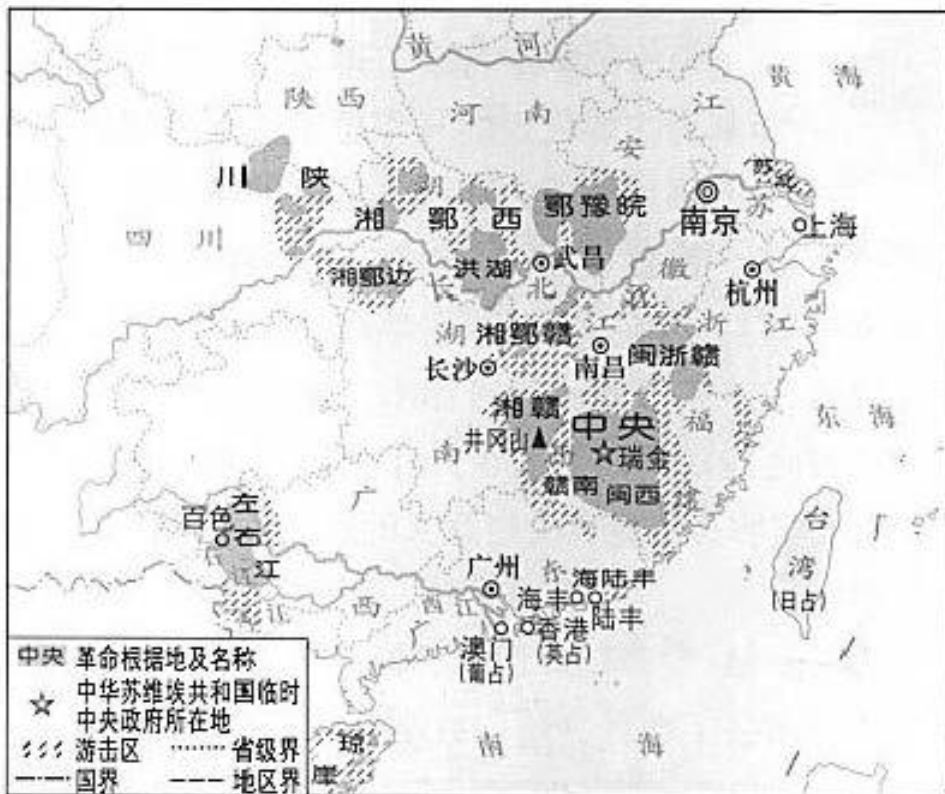 黄 河
黄 海
陕 西
河 南
江
安
川
陕
鄂豫皖
苏
湘 鄂 西
南京
上海
四 川
武昌
洪湖
湘鄂边
徽
杭州
长
北
江
浙 江
湖
湘鄂赣
南昌
闽浙赣
长沙
湘赣
中央
福
东 海
井冈山
瑞金
南
赣南
闽西
建
广
左
百色
右
江
台
湾
(日占)
广州
东
海陆丰
海丰
陆丰
西
西江
澳门
(葡占)
香港
(英占)
中央 革命根据地及名称
中华苏维埃共和国临时
中央政府所在地
游击区
省级界
国界
地区界
琼
崖
南 海